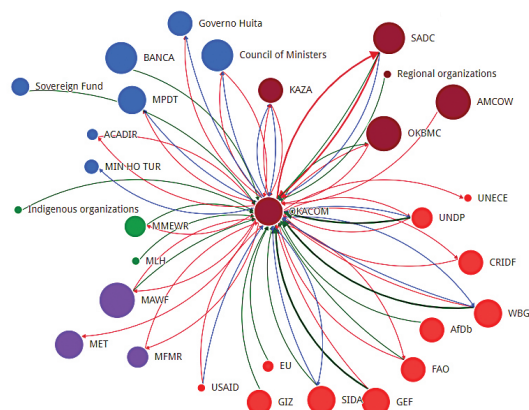 Governo Huita
SADC
BANCA
Council of Ministers
Regional organizations
Sovereign Fund
KAZA
MPDT
AMCOW
ACADIR
OKBMC
MIN HO TUR
UNECE
Indigenous organizations
OKACOM
UNDP
MMEWR
MLH
CRIDF
MAWF
WBG
AfDb
MET
MFMR
EU
FAO
USAID
GIZ
SIDA
GEF